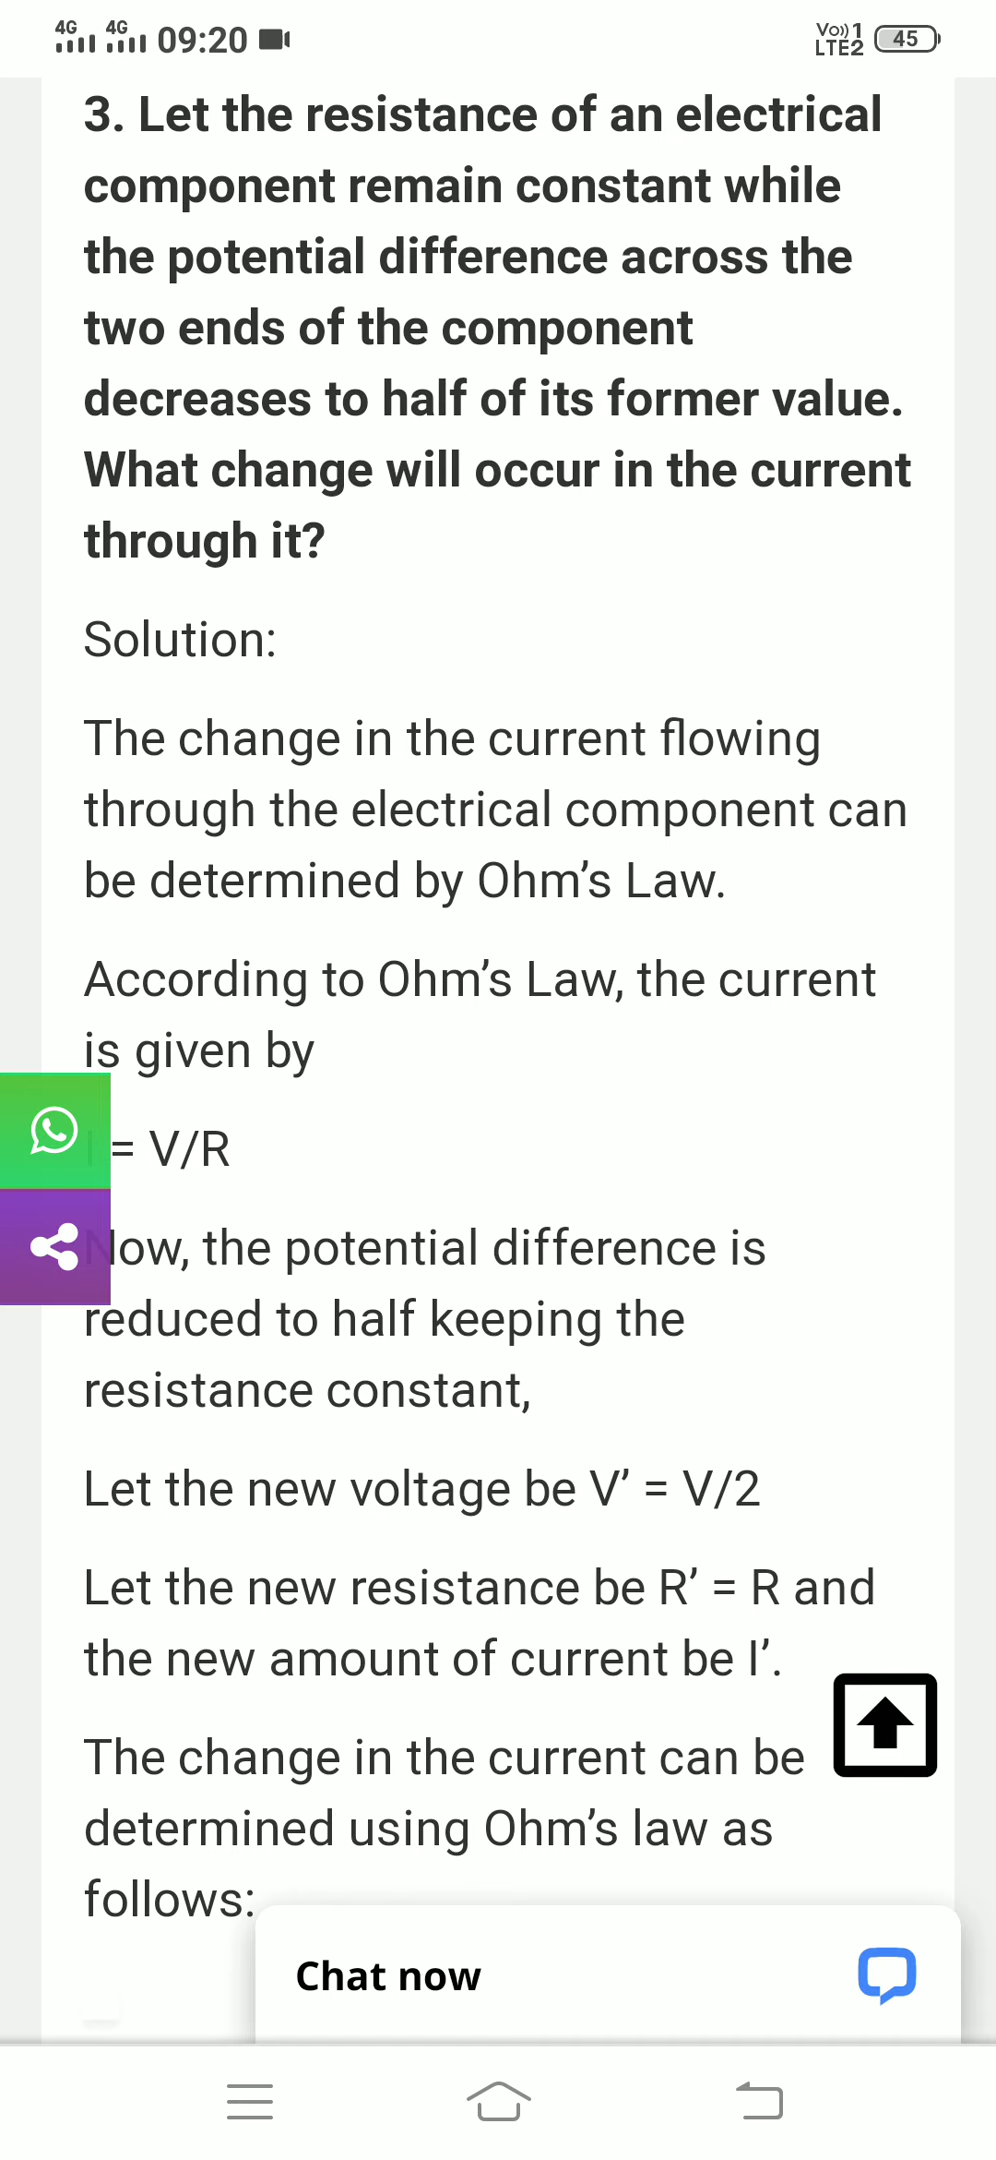 4G 4G 09:20 Vo)) 1 LTE2 45
3. Let the resistance of an electrical
component remain constant while
the potential difference across the
two ends of the component
decreases to half of its former value.
What change will occur in the current
through it?
Solution:
The change in the current flowing
through the electrical component can
be determined by Ohm’s Law.
According to Ohm’s Law, the current
is given by
I = V/R
Now, the potential difference is
reduced to half keeping the
resistance constant,
Let the new voltage be V’ = V/2
Let the new resistance be R’ = R and
the new amount of current be I’.
The change in the current can be
determined using Ohm’s law as
follows:
Chat now